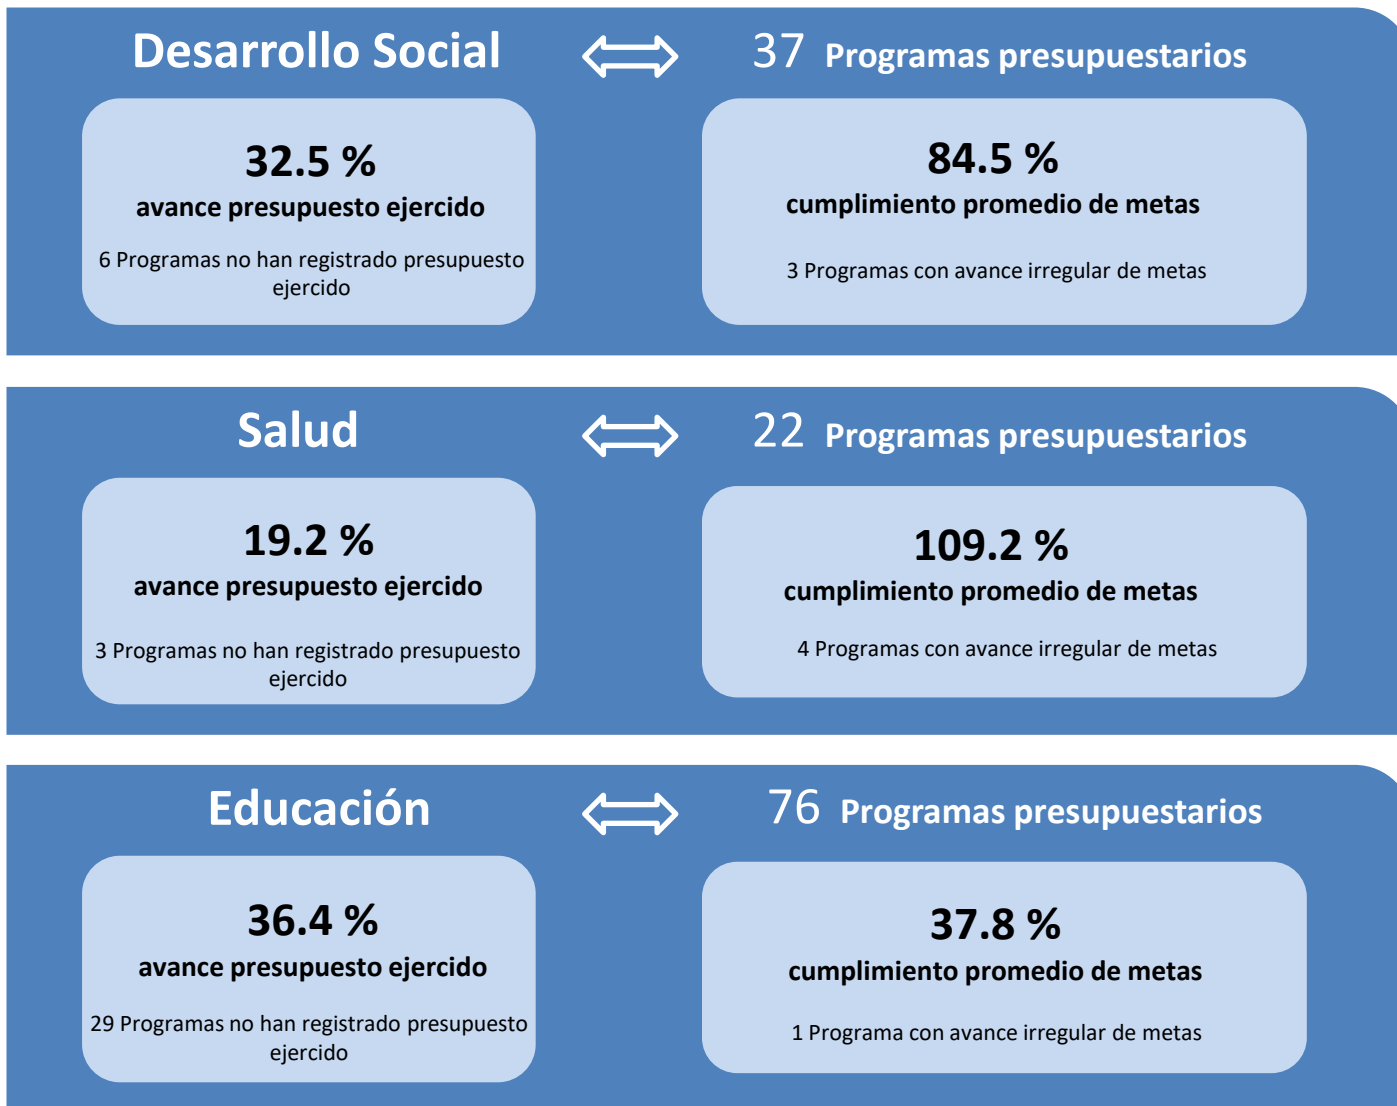 Desarrollo Social
37 Programas presupuestarios
32.5 %
avance presupuesto ejercido
6 Programas no han registrado presupuesto
ejercido
84.5 %
cumplimiento promedio de metas
3 Programas con avance irregular de metas
Salud
22 Programas presupuestarios
19.2 %
avance presupuesto ejercido
3 Programas no han registrado presupuesto
ejercido
109.2 %
cumplimiento promedio de metas
4 Programas con avance irregular de metas
Educación
76 Programas presupuestarios
36.4 %
avance presupuesto ejercido
29 Programas no han registrado presupuesto
ejercido
37.8 %
cumplimiento promedio de metas
1 Programa con avance irregular de metas